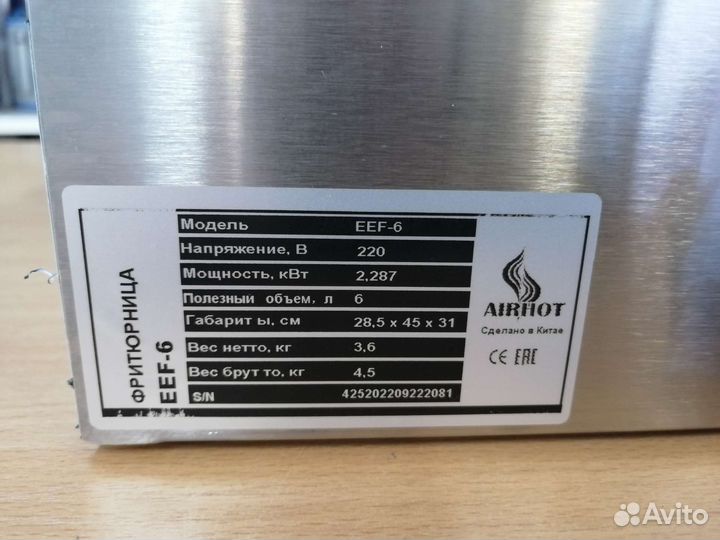 ФРИТЮРНИЦА
EEF-6
Модель EEF-6
Напряжение, В 220
Мощность, кВт 2,287
Полезный объем, л 6
Габарит ы, см 28,5 x 45 x 31
Вес нетто, кг 3,6
Вес брут то, кг 4,5
S/N 425202209222081
AIRHOT
Сделано в Китае
CE EAC
Avito